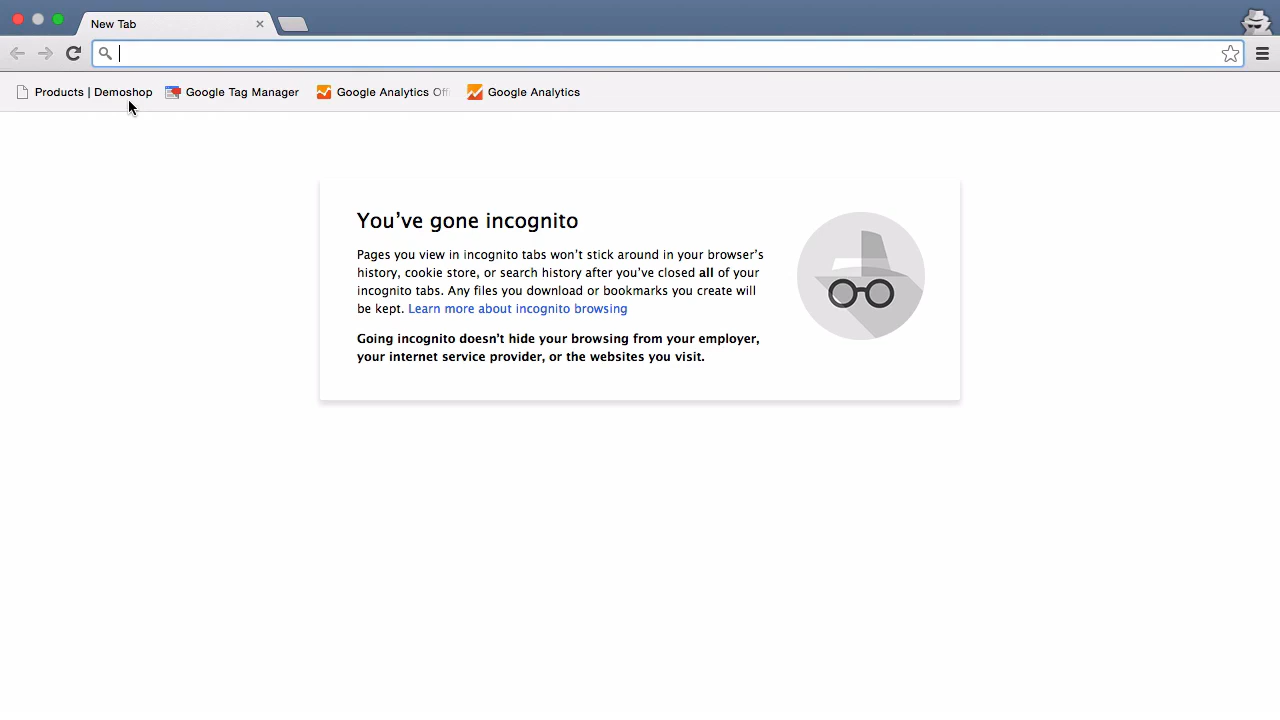 New Tab
Products | Demoshop Google Tag Manager Google Analytics Offi Google Analytics
You've gone incognito
Pages you view in incognito tabs won't stick around in your browser's
history, cookie store, or search history after you've closed all of your
incognito tabs. Any files you download or bookmarks you create will
be kept. Learn more about incognito browsing
Going incognito doesn't hide your browsing from your employer,
your internet service provider, or the websites you visit.